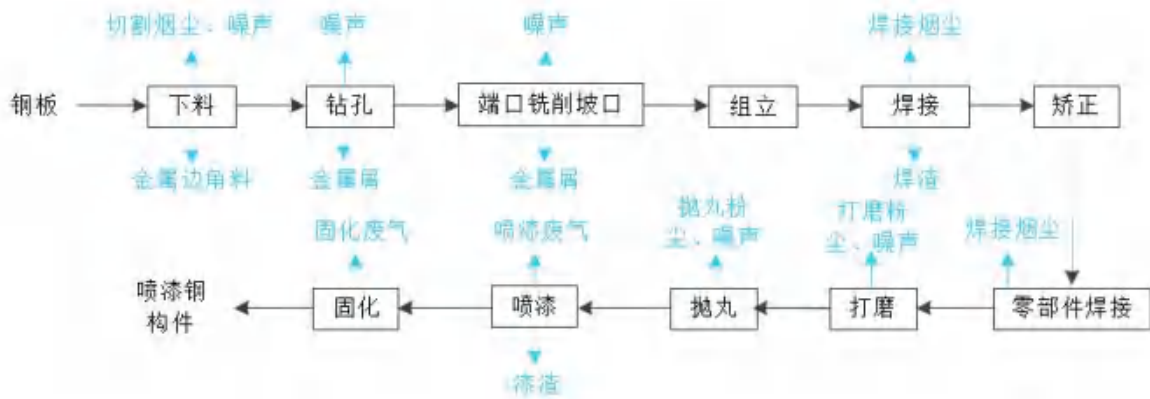 切割烟尘、噪声
噪声
噪声
焊接烟尘
钢板
下料
钻孔
端口铣削坡口
组立
焊接
矫正
金属边角料
金属屑
金属屑
焊渣
固化废气
喷漆废气
抛丸粉
尘、噪声
打磨粉
尘、噪声
焊接烟尘
喷漆钢
构件
固化
喷漆
抛丸
打磨
零部件焊接
漆渣